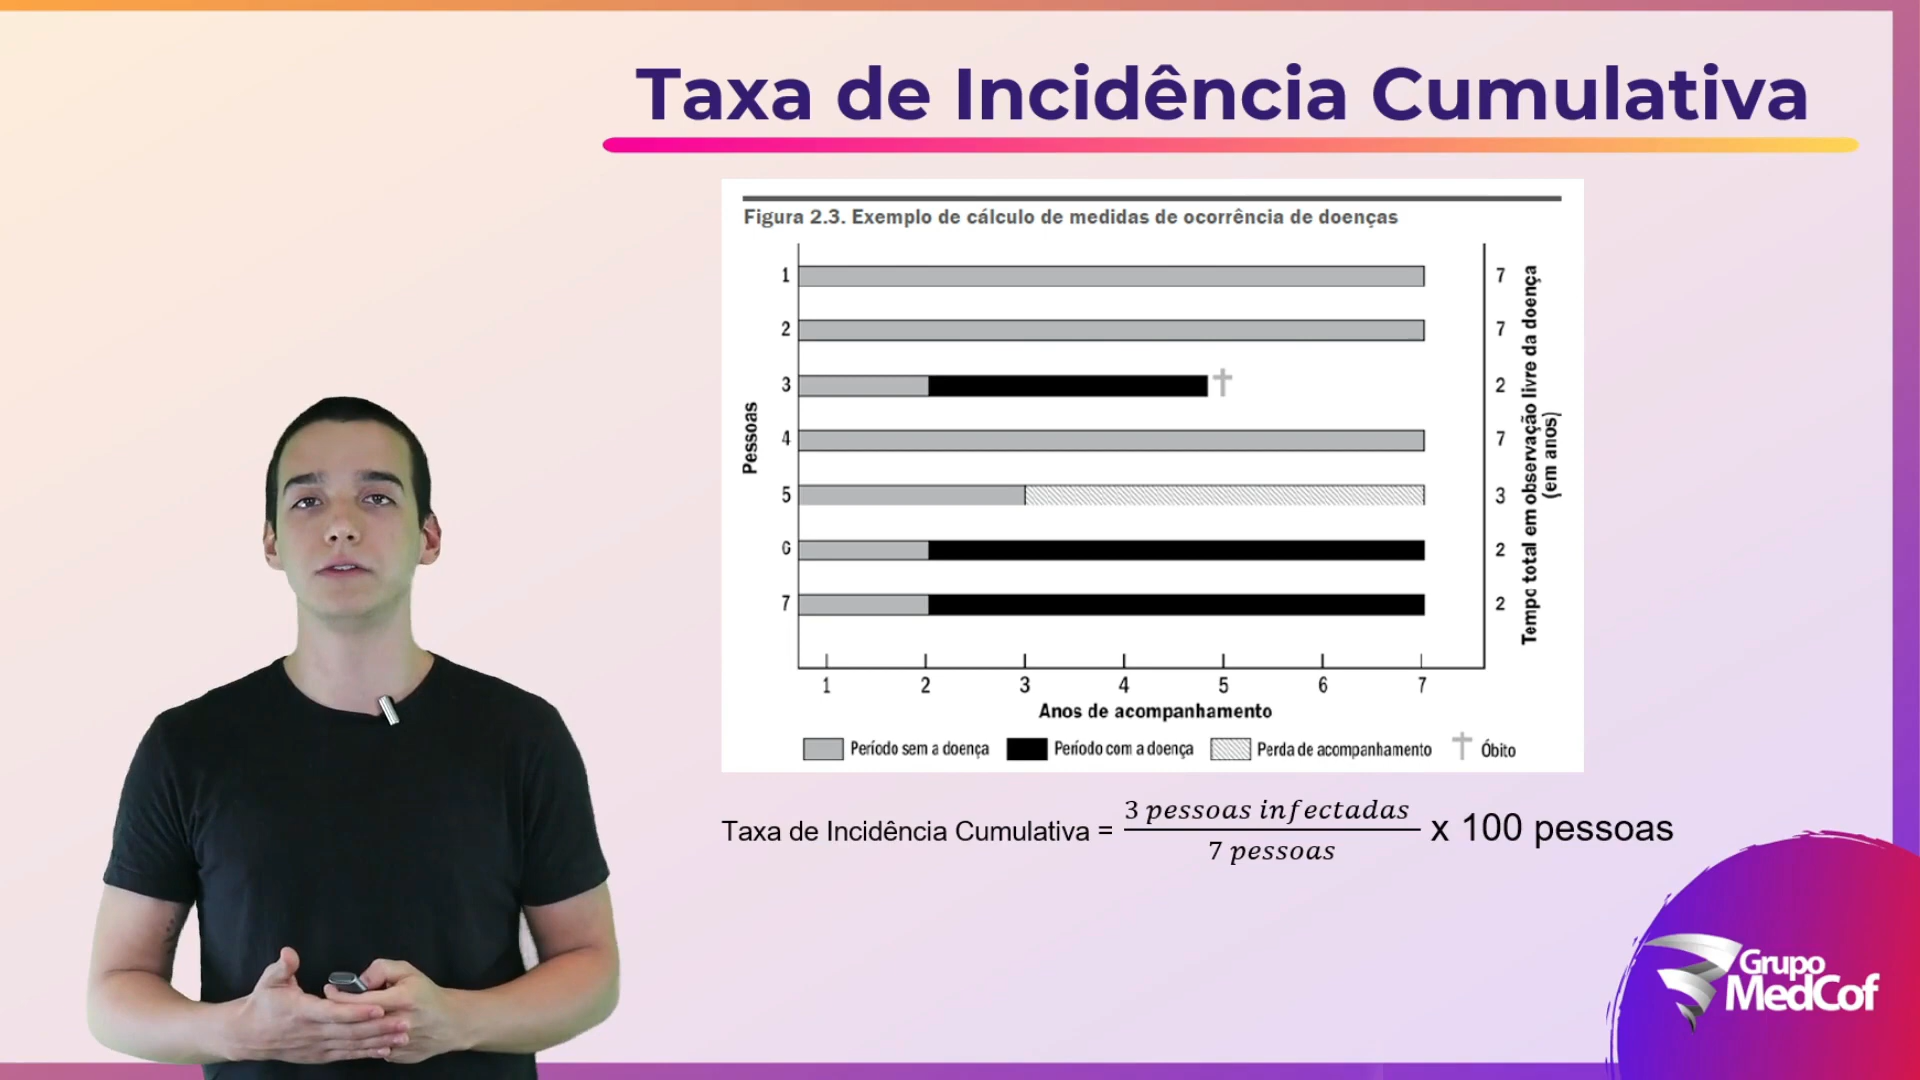 Taxa de Incidência Cumulativa
Figura 2.3. Exemplo de cálculo de medidas de ocorrência de doenças
Pessoas
1 7
2 7
3 2
4 7
5 3
6 2
7 2
Tempo total em observação livre da doença
(em anos)
1 2 3 4 5 6 7
Anos de acompanhamento
Período sem a doença Período com a doença Perda de acompanhamento Óbito
Taxa de Incidência Cumulativa = 3 pessoas infectadas / 7 pessoas x 100 pessoas
Grupo
MedCof